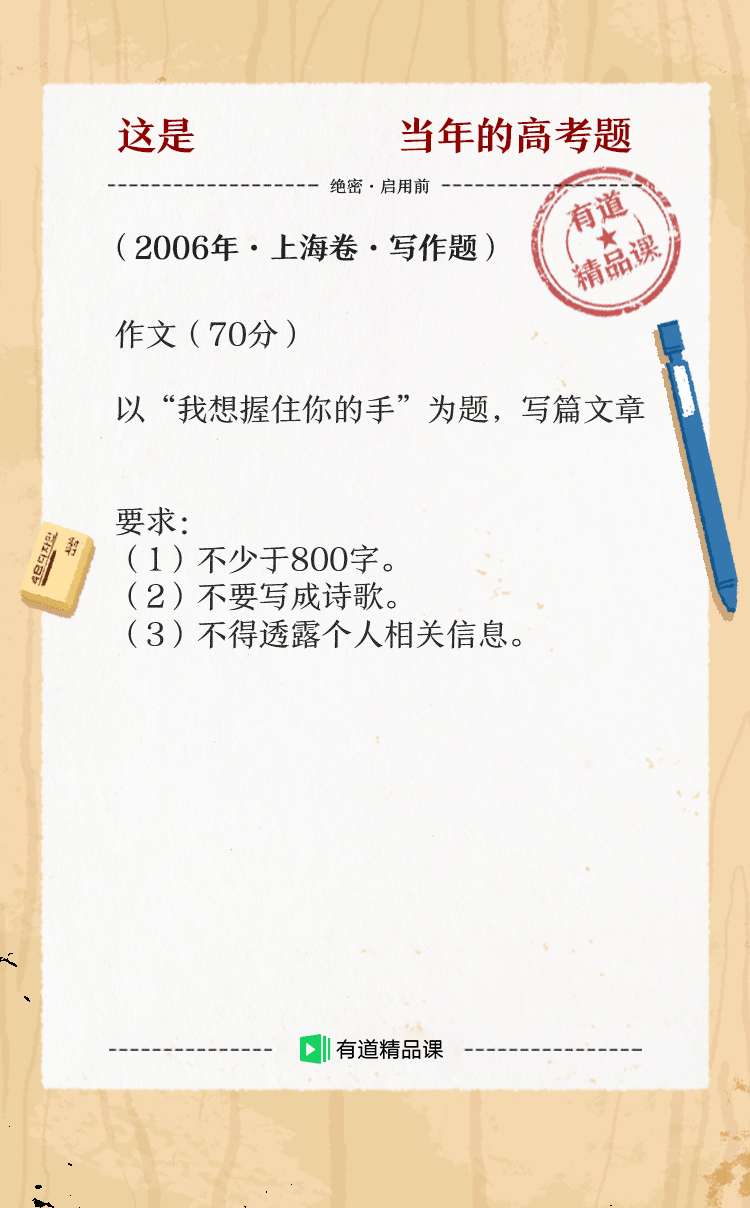 这是 当年的高考题
绝密·启用前
有道
精品课
（2006年·上海卷·写作题）
作文（70分）
以“我想握住你的手”为题，写篇文章
要求：
（1）不少于800字。
（2）不要写成诗歌。
（3）不得透露个人相关信息。
有道精品课